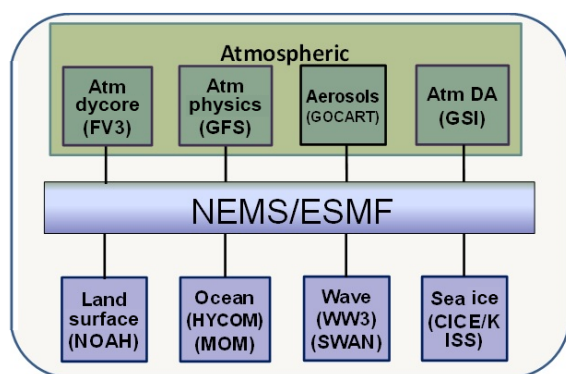 Atmospheric
Atm
dycore
(FV3)
Atm
physics
(GFS)
Aerosols
(GOCART)
Atm DA
(GSI)
NEMS/ESMF
Land
surface
(NOAH)
Ocean
(HYCOM)
(MOM)
Wave
(WW3)
(SWAN)
Sea ice
(CICE/K
ISS)